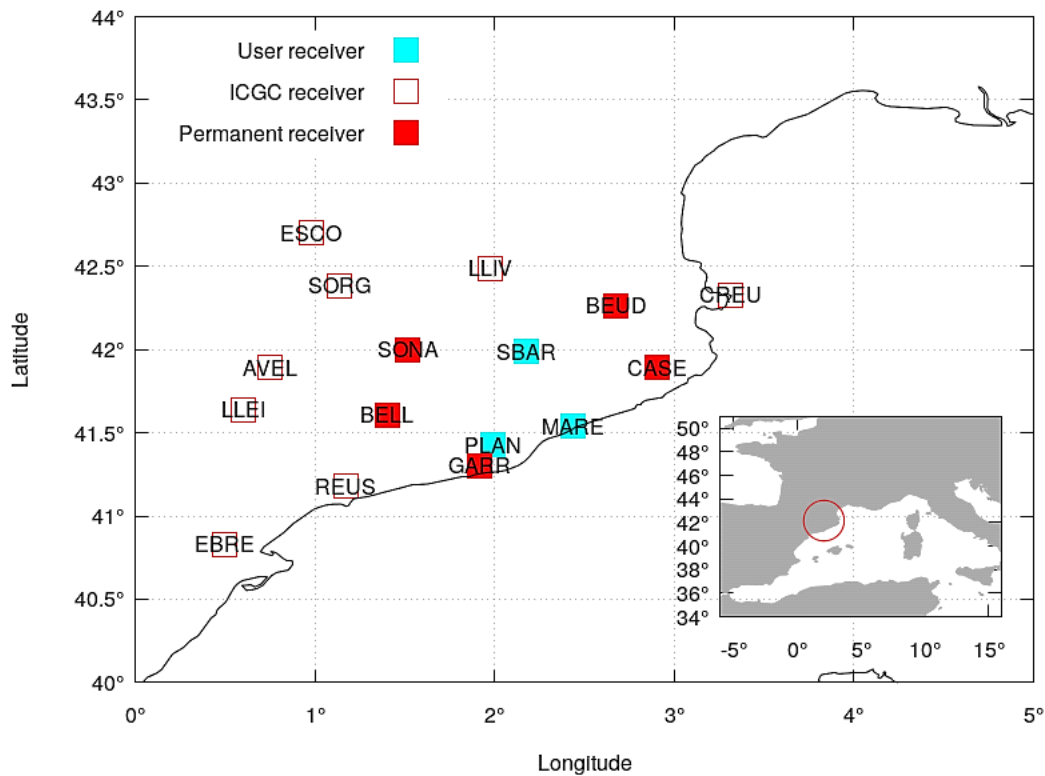 44°
User receiver
ICGC receiver
43.5°
Permanent receiver
43°
ESCO
42.5°
LLIV
SORG
CREU
BEUD
42°
SONA
SBAR
AVEL
CASE
LLEI
BELL
MARE
41.5°
PLAN
GARR
REUS
41°
EBRE
40.5°
40°
0°
1°
2°
3°
4°
5°
Latitude
Longitude
50°
48°
46°
44°
42°
40°
38°
36°
34°
-5°
0°
5°
10°
15°